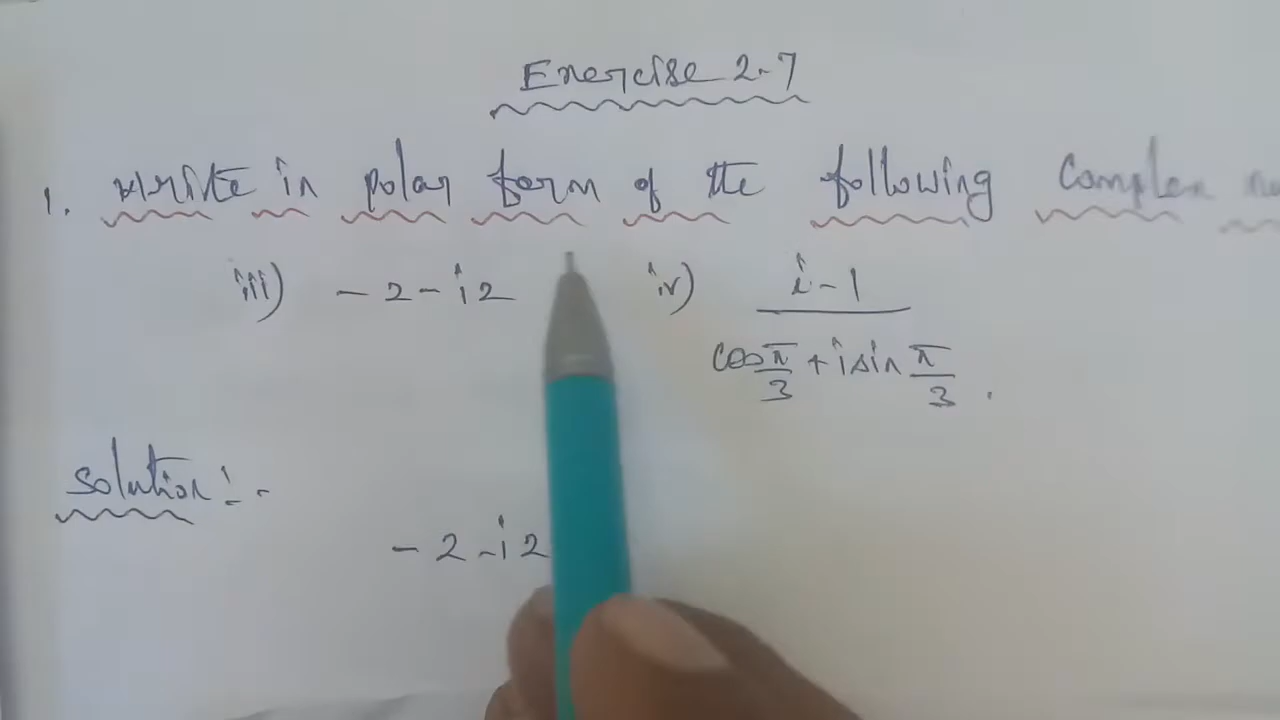 Exercise 2.7
1. Write in polar form of the following Complex
iii) -2-i2 iv) i-1
cos π/3 + i sin π/3 .
Solution:-
-2-i2